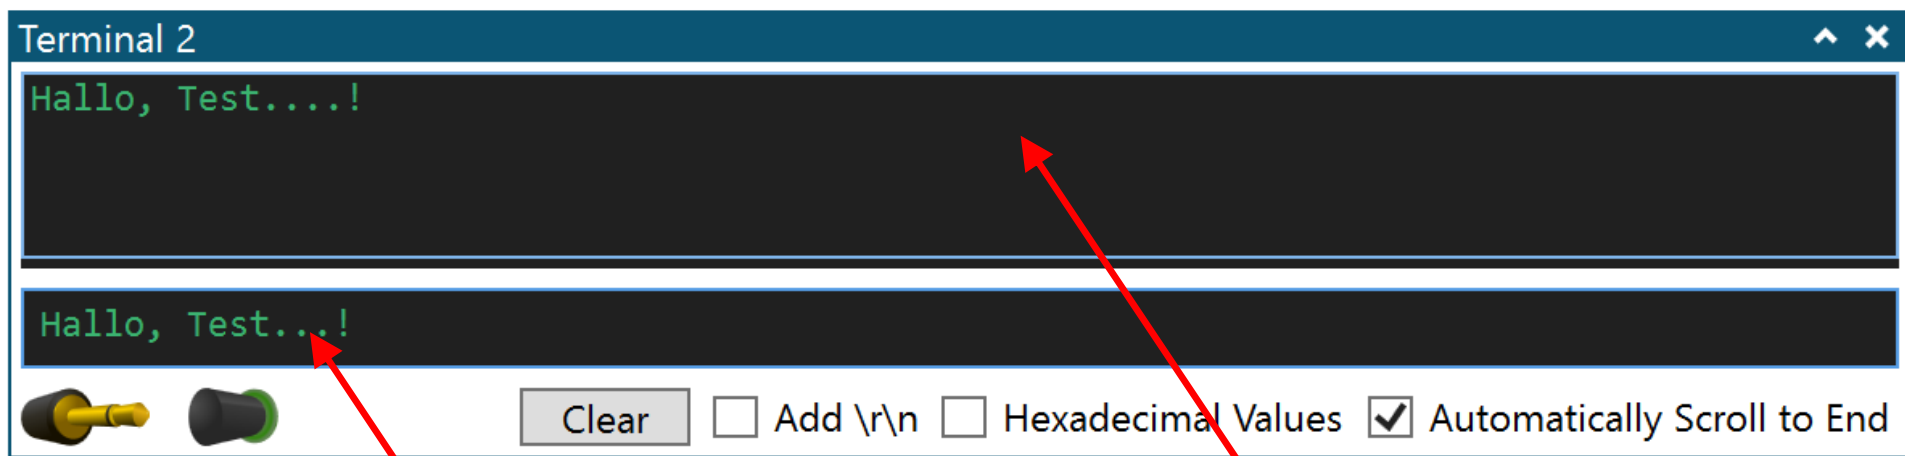 Terminal 2
Hallo, Test....!
Hallo, Test...!
Clear Add \r\n Hexadecimal Values Automatically Scroll to End